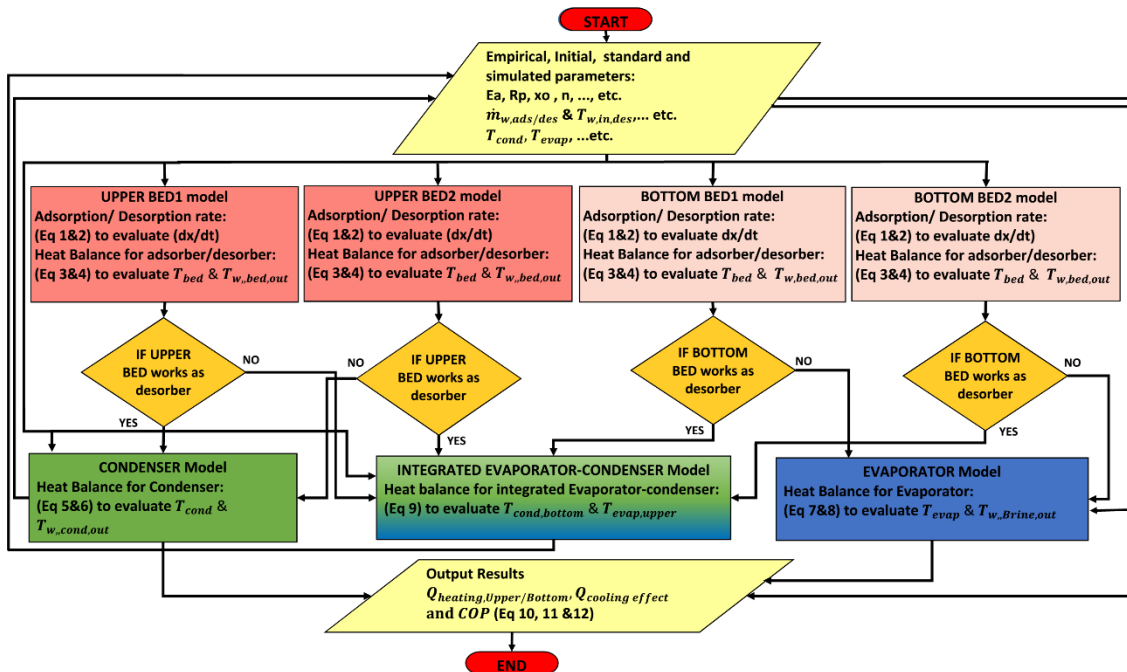 START
Empirical, Initial, standard and
simulated parameters:
Ea, Rp, xo , n, ..., etc.
ṁw,ads/des & Tw,in,des,... etc.
Tcond, Tevap, ...etc.
UPPER BED1 model
Adsorption/ Desorption rate:
(Eq 1&2) to evaluate (dx/dt)
Heat Balance for adsorber/desorber:
(Eq 3&4) to evaluate Tbed & Tw,,bed,out
UPPER BED2 model
Adsorption/ Desorption rate:
(Eq 1&2) to evaluate (dx/dt)
Heat Balance for adsorber/desorber:
(Eq 3&4) to evaluate Tbed & Tw,,bed,out
BOTTOM BED1 model
Adsorption/ Desorption rate:
(Eq 1&2) to evaluate dx/dt
Heat Balance for adsorber/desorber:
(Eq 3&4) to evaluate Tbed & Tw,bed,out
BOTTOM BED2 model
Adsorption/ Desorption rate:
(Eq 1&2) to evaluate dx/dt
Heat Balance for adsorber/desorber:
(Eq 3&4) to evaluate Tbed & Tw,bed,out
IF UPPER
BED works as
desorber
NO
YES
IF UPPER
BED works as
desorber
NO
YES
IF BOTTOM
BED works as
desorber
NO
YES
IF BOTTOM
BED works as
desorber
NO
YES
CONDENSER Model
Heat Balance for Condenser:
(Eq 5&6) to evaluate Tcond &
Tw,,cond,out
INTEGRATED EVAPORATOR-CONDENSER Model
Heat balance for integrated Evaporator-condenser:
(Eq 9) to evaluate Tcond,bottom & Tevap,upper
EVAPORATOR Model
Heat Balance for Evaporator:
(Eq 7&8) to evaluate Tevap & Tw,,Brine,out
Output Results
Qheating,Upper/Bottom, Qcooling effect
and COP (Eq 10, 11 &12)
END